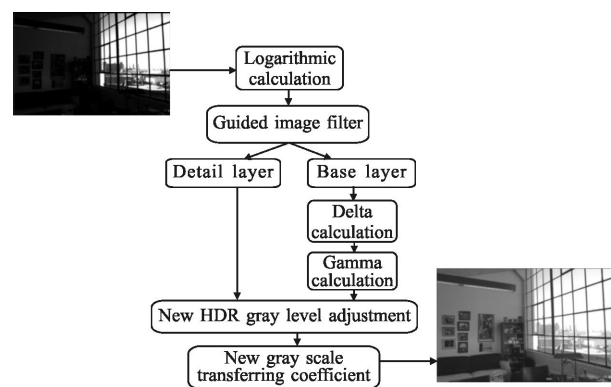 Logarithmic
calculation
Guided image filter
Detail layer
Base layer
Delta
calculation
Gamma
calculation
New HDR gray level adjustment
New gray scale
transferring coefficient